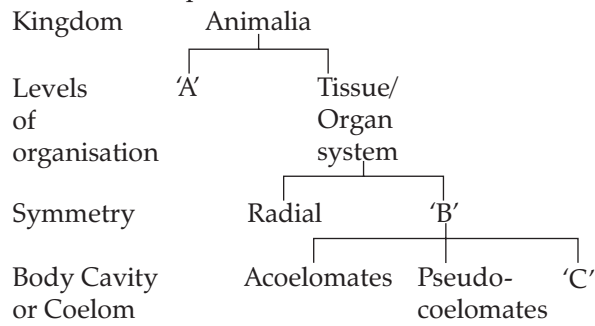 Kingdom Animalia
Levels 'A' Tissue/
of Organ
organisation system
Symmetry Radial 'B'
Body Cavity Acoelomates Pseudo- 'C'
or Coelom coelomates